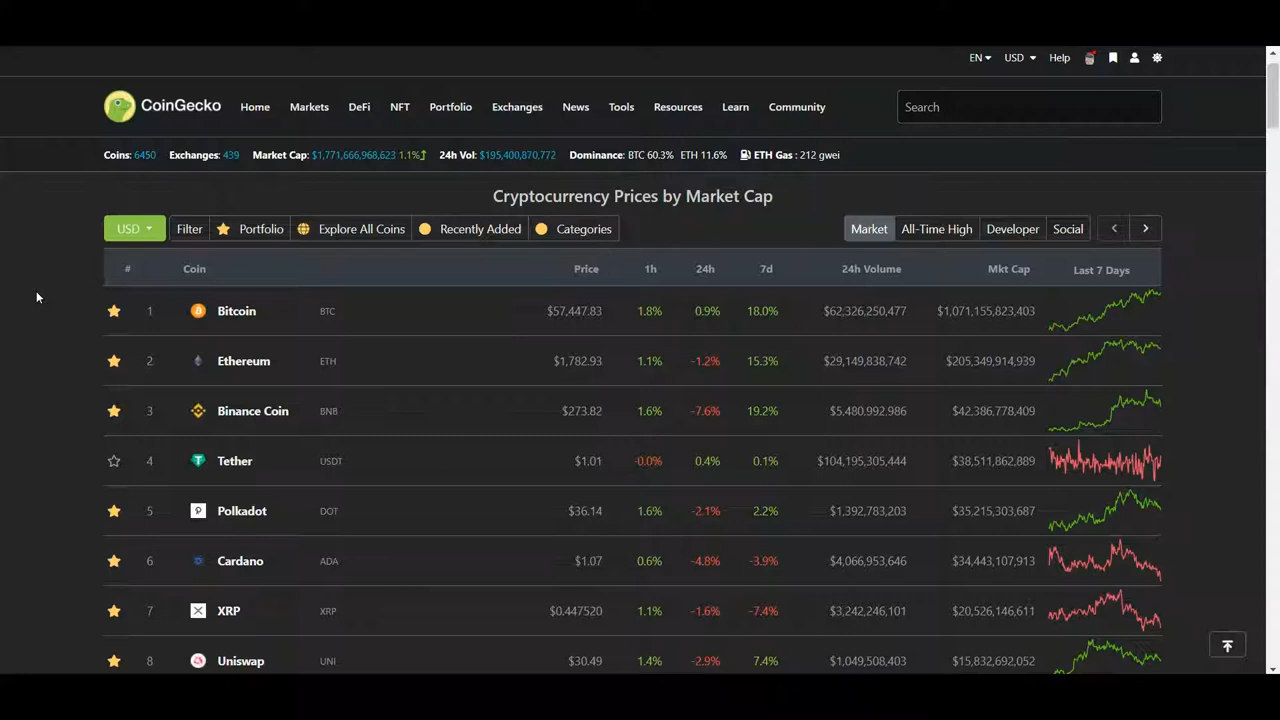 EN USD Help
CoinGecko Home Markets DeFi NFT Portfolio Exchanges News Tools Resources Learn Community Search
Coins: 6450 Exchanges: 439 Market Cap: $1,771,666,968,623 1.1% 24h Vol: $195,400,870,772 Dominance: BTC 60.3% ETH 11.6% ETH Gas : 212 gwei
Cryptocurrency Prices by Market Cap
USD Filter Portfolio Explore All Coins Recently Added Categories Market All-Time High Developer Social
# Coin Price 1h 24h 7d 24h Volume Mkt Cap Last 7 Days
1 Bitcoin BTC $57,447.83 1.8% 0.9% 18.0% $62,326,250,477 $1,071,155,823,403
2 Ethereum ETH $1,782.93 1.1% -1.2% 15.3% $29,149,838,742 $205,349,914,939
3 Binance Coin BNB $273.82 1.6% -7.6% 19.2% $5,480,992,986 $42,386,778,409
4 Tether USDT $1.01 -0.0% 0.4% 0.1% $104,195,305,444 $38,511,862,889
5 Polkadot DOT $36.14 1.6% -2.1% 2.2% $1,392,783,203 $35,215,303,687
6 Cardano ADA $1.07 0.6% -4.8% -3.9% $4,066,953,646 $34,443,107,913
7 XRP XRP $0.447520 1.1% -1.6% -7.4% $3,242,246,101 $20,526,146,611
8 Uniswap UNI $30.49 1.4% -2.9% 7.4% $1,049,508,403 $15,832,692,052